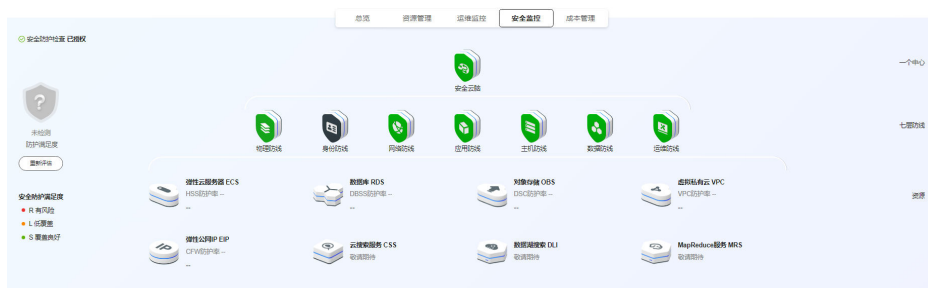 总览 资源管理 运维监控 安全监控 成本管理
安全防护检查 已授权
一个中心
安全云脑
?
未检测
防护满足度
重新评估
七层防线
物理防线 身份防线 网络防线 应用防线 主机防线 数据防线 运维防线
安全防护满足度
R 有风险
L 低覆盖
S 覆盖良好
资源
弹性云服务器 ECS
HSS防护率 --
--
数据库 RDS
DBSS防护率 --
--
对象存储 OBS
DSC防护率 --
--
虚拟私有云 VPC
VPC防护率 --
--
IP
弹性公网IP EIP
CFW防护率 --
--
云搜索服务 CSS
敬请期待
数据湖搜索 DLI
敬请期待
MapReduce服务 MRS
敬请期待